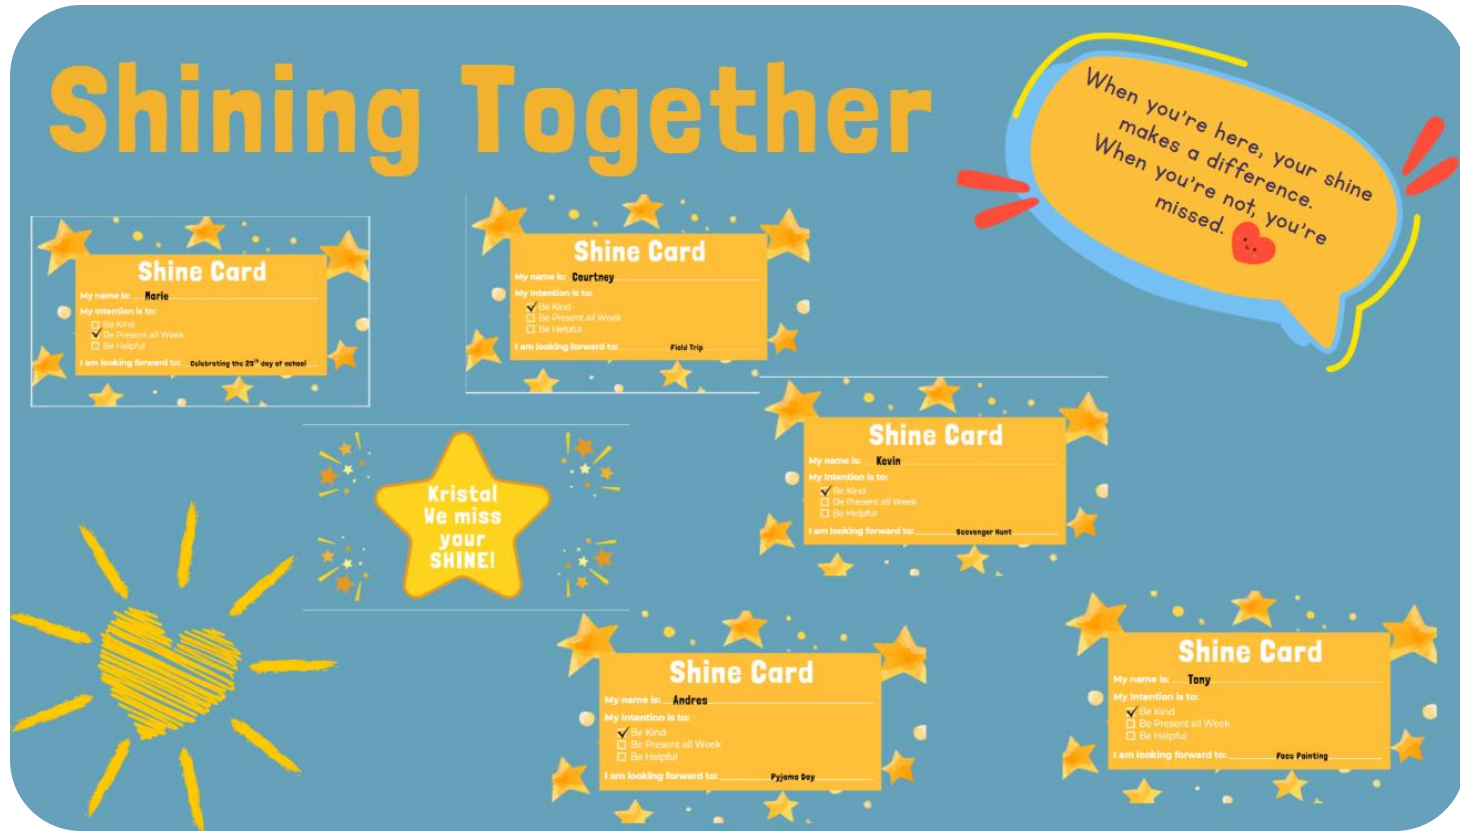 Shining Together
When you're here, your shine
makes a difference.
When you're not, you're
missed.
Shine Card
My name is: Marie
My Intention is to:
Be Kind
Be Present all Week
Be Helpful
I am looking forward to: Celebrating the 25th day of school
Shine Card
My name is: Courtney
My Intention is to:
Be Kind
Be Present all Week
Be Helpful
I am looking forward to: Field Trip
Shine Card
My name is: Kevin
My Intention is to:
Be Kind
Be Present all Week
Be Helpful
I am looking forward to: Scavenger Hunt
Kristal
We miss
your
SHINE!
Shine Card
My name is: Andres
My Intention is to:
Be Kind
Be Present all Week
Be Helpful
I am looking forward to: Pyjama Day
Shine Card
My name is: Tony
My Intention is to:
Be Kind
Be Present all Week
Be Helpful
I am looking forward to: Face Painting